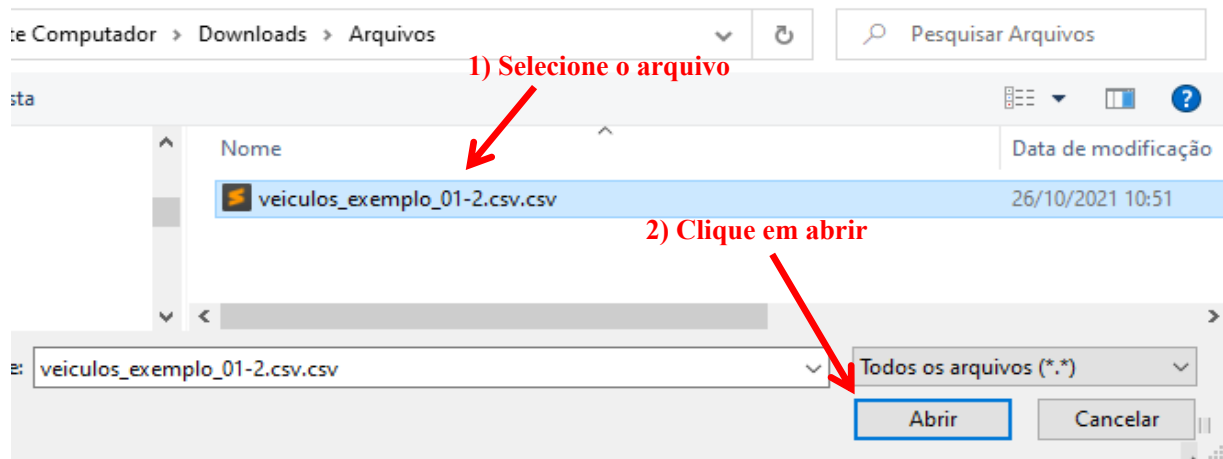 te Computador > Downloads > Arquivos
Pesquisar Arquivos
1) Selecione o arquivo
sta
Nome
Data de modificação
veiculos_exemplo_01-2.csv.csv
26/10/2021 10:51
2) Clique em abrir
e: veiculos_exemplo_01-2.csv.csv
Todos os arquivos (*.*)
Abrir
Cancelar